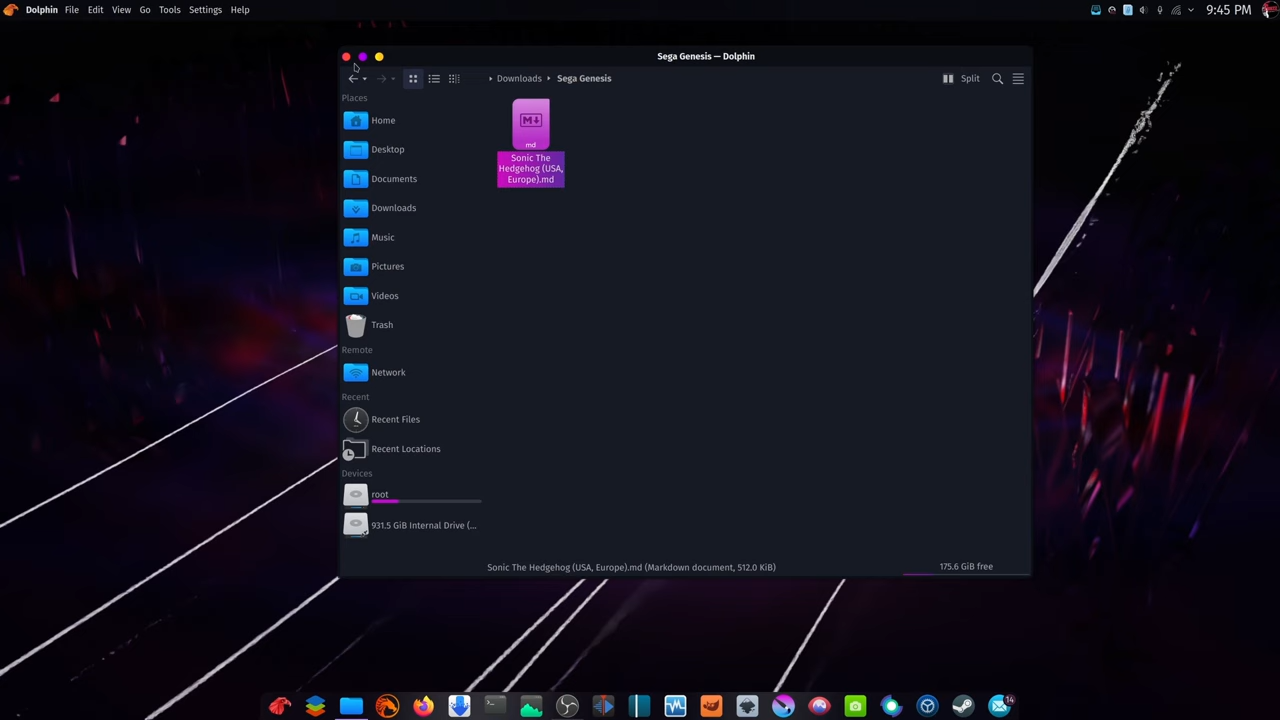 Dolphin File Edit View Go Tools Settings Help
9:45 PM
Sega Genesis — Dolphin
Downloads Sega Genesis
Split
Places
Home
Desktop
Documents
Downloads
Music
Pictures
Videos
Trash
Remote
Network
Recent
Recent Files
Recent Locations
Devices
root
931.5 GiB Internal Drive (...
md
Sonic The
Hedgehog (USA,
Europe).md
Sonic The Hedgehog (USA, Europe).md (Markdown document, 512.0 KiB)
175.6 GiB free
14